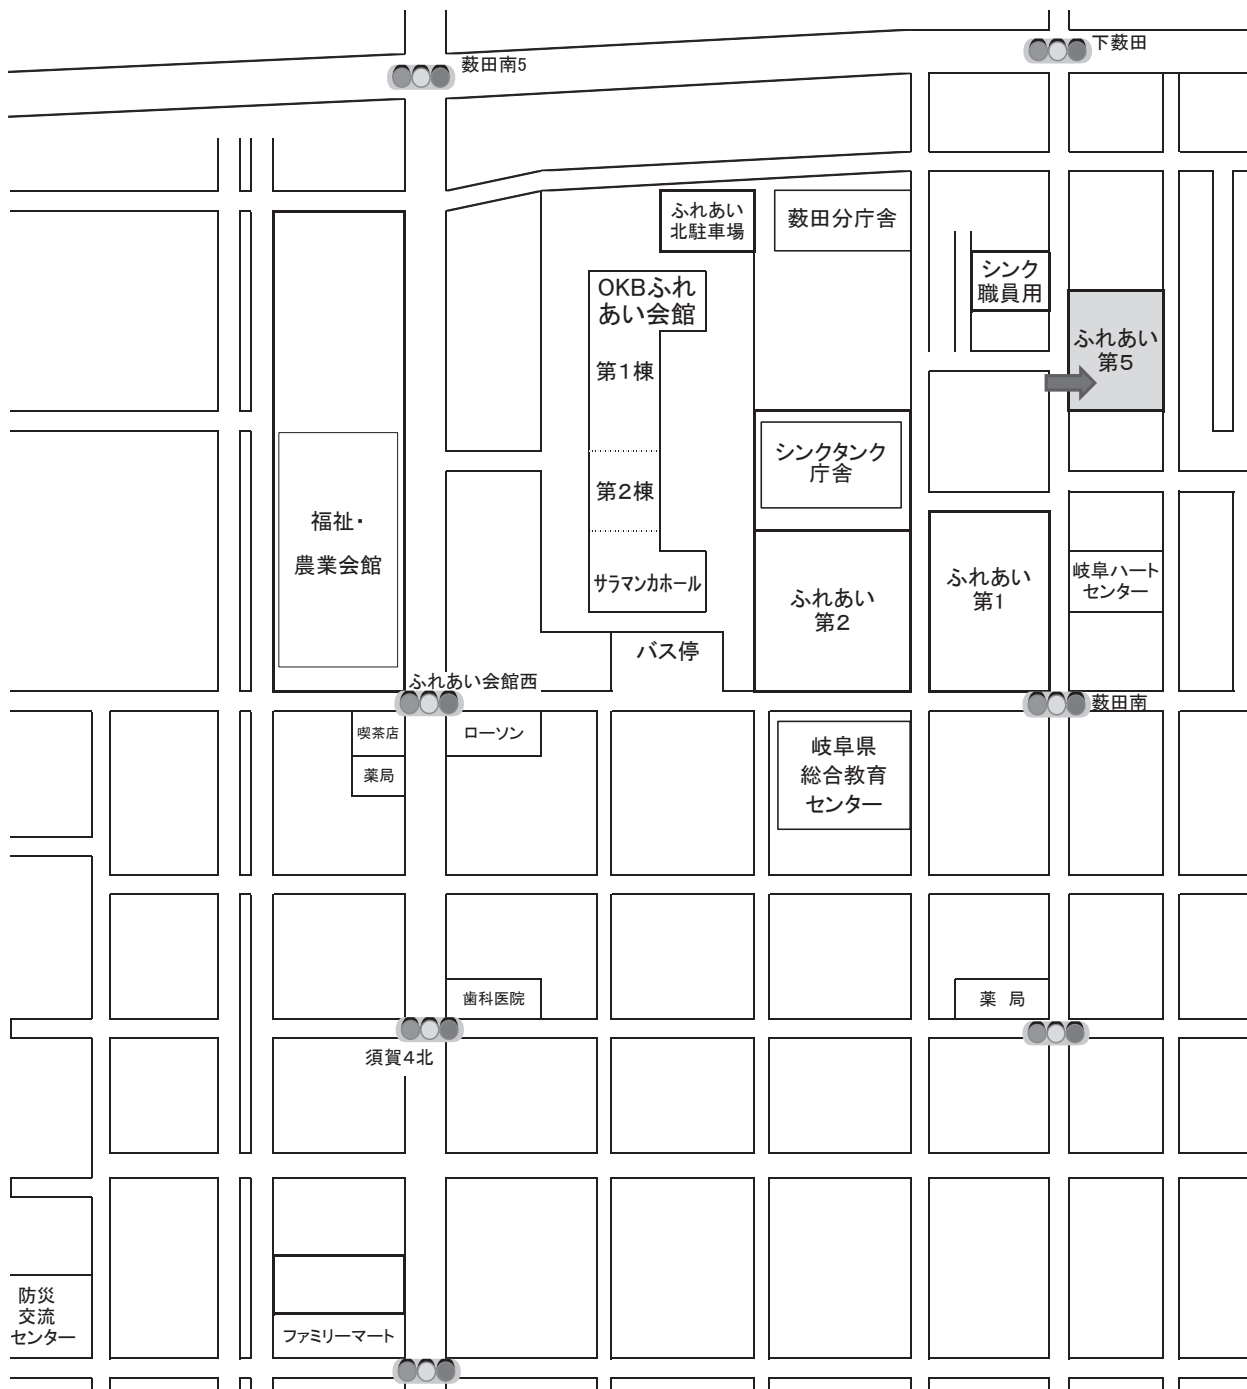 下薮田
薮田南5
ふれあい
北駐車場
薮田分庁舎
シンク
職員用
OKBふれ
あい会館
ふれあい
第5
第1棟
シンクタンク
庁舎
第2棟
福祉・
農業会館
サラマンカホール
ふれあい
第2
ふれあい
第1
岐阜ハート
センター
バス停
ふれあい会館西
薮田南
喫茶店
ローソン
薬局
岐阜県
総合教育
センター
歯科医院
薬 局
須賀4北
防災
交流
センター
ファミリーマート